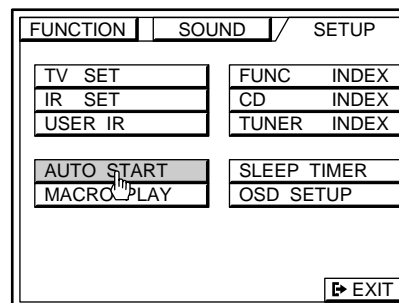 FUNCTION SOUND SETUP
TV SET FUNC INDEX
IR SET CD INDEX
USER IR TUNER INDEX
AUTO START SLEEP TIMER
MACRO PLAY OSD SETUP
EXIT